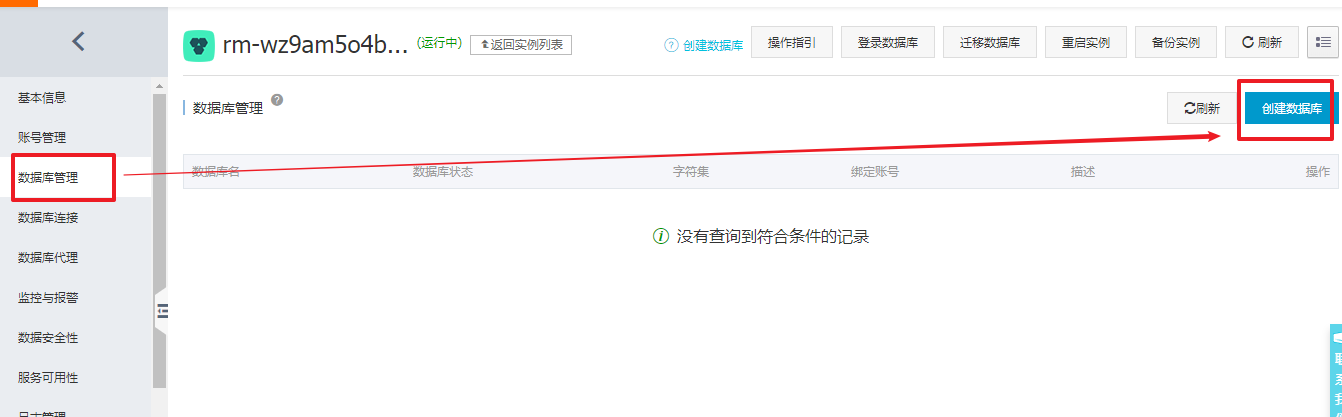 rm-wz9am5o4b... (运行中) 返回实例列表 创建数据库 操作指引 登录数据库 迁移数据库 重启实例 备份实例 刷新
基本信息
账号管理
数据库管理
数据库连接
数据库代理
监控与报警
数据安全性
服务可用性
日志管理
数据库管理 刷新 创建数据库
数据库名 数据库状态 字符集 绑定账号 描述 操作
没有查询到符合条件的记录
联
系
我